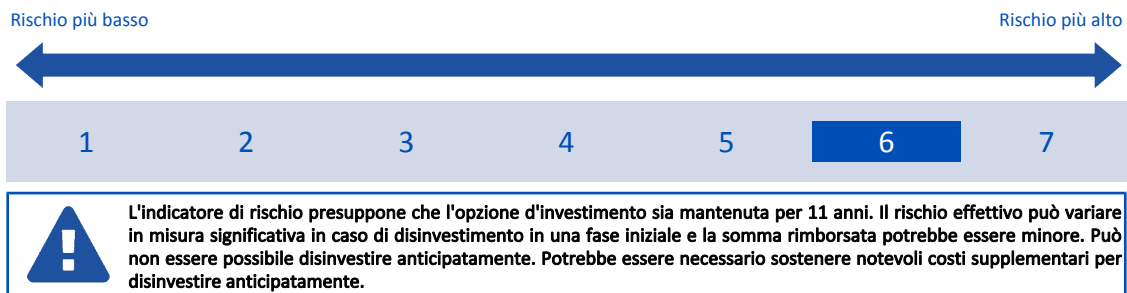 Rischio più basso Rischio più alto
1 2 3 4 5 6 7
L'indicatore di rischio presuppone che l'opzione d'investimento sia mantenuta per 11 anni. Il rischio effettivo può variare
in misura significativa in caso di disinvestimento in una fase iniziale e la somma rimborsata potrebbe essere minore. Può
non essere possibile disinvestire anticipatamente. Potrebbe essere necessario sostenere notevoli costi supplementari per
disinvestire anticipatamente.